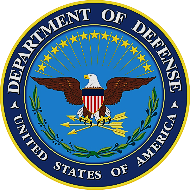 DEPARTMENT OF DEFENSE
UNITED STATES OF AMERICA